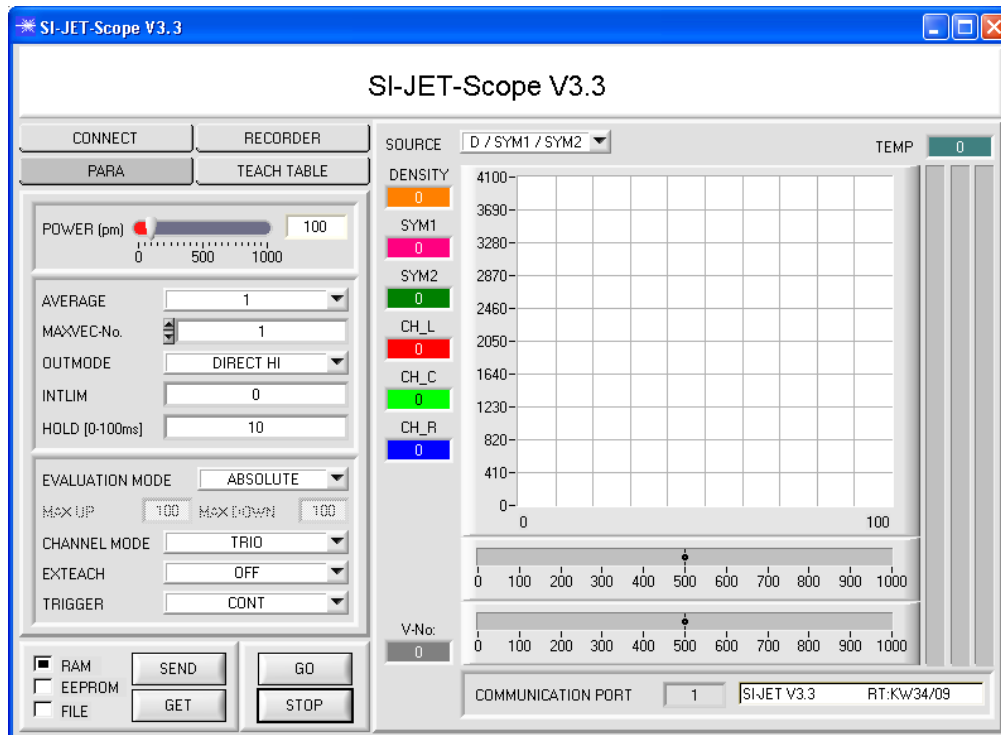 SI-JET-Scope V3.3
SI-JET-Scope V3.3
CONNECT RECORDER
PARA TEACH TABLE
POWER (pm) 100
0 500 1000
AVERAGE 1
MAXVEC-No. 1
OUTMODE DIRECT HI
INTLIM 0
HOLD [0-100ms] 10
EVALUATION MODE ABSOLUTE
MAX UP 100 MAX DOWN 100
CHANNEL MODE TRIO
EXTEACH OFF
TRIGGER CONT
RAM
EEPROM
FILE
SEND
GET
GO
STOP
SOURCE D / SYM1 / SYM2
TEMP 0
DENSITY
0
SYM1
0
SYM2
0
CH_L
0
CH_C
0
CH_R
0
4100
3690
3280
2870
2460
2050
1640
1230
820
410
0
0 100
0 100 200 300 400 500 600 700 800 900 1000
V-No:
0
0 100 200 300 400 500 600 700 800 900 1000
COMMUNICATION PORT 1 SI-JET V3.3 RT:KW34/09